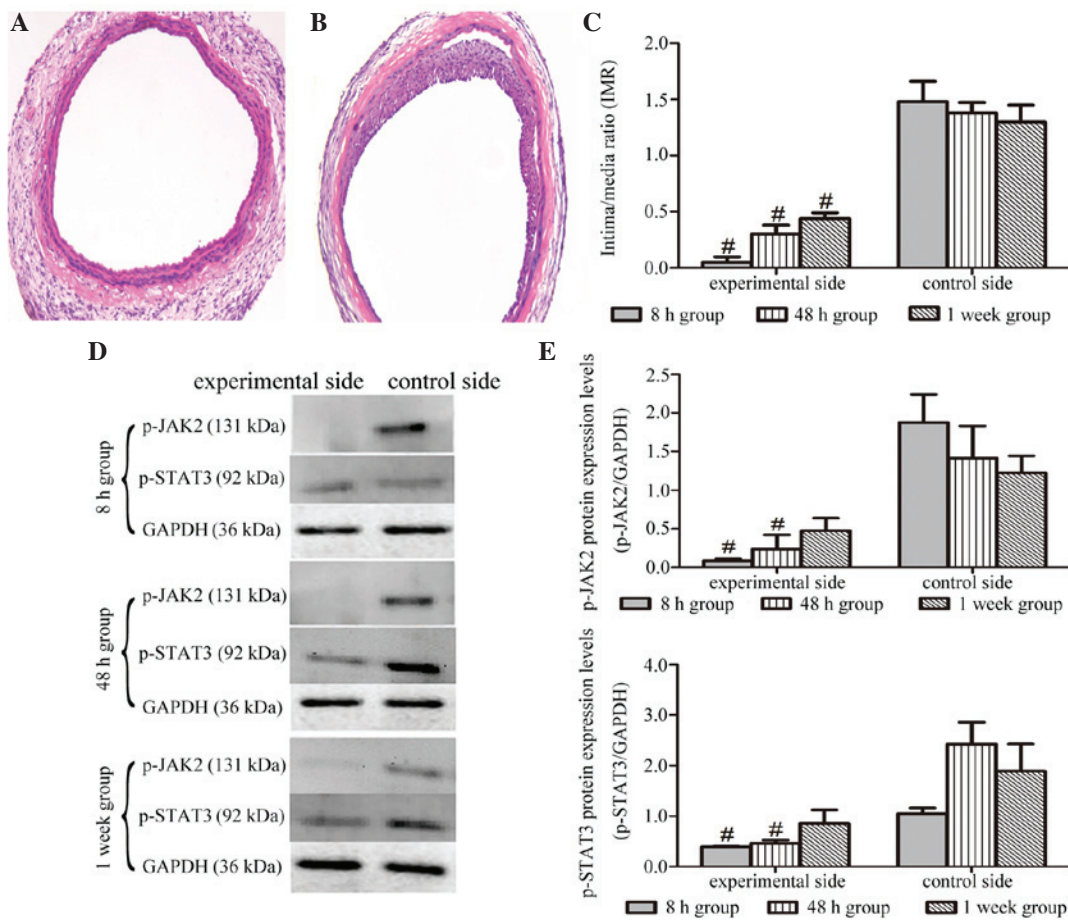 A
B
C
Intima/media ratio (IMR)
2.0
1.5
1.0
0.5
0.0
# # #
experimental side control side
8 h group 48 h group 1 week group
D
experimental side control side
8 h group
p-JAK2 (131 kDa)
p-STAT3 (92 kDa)
GAPDH (36 kDa)
48 h group
p-JAK2 (131 kDa)
p-STAT3 (92 kDa)
GAPDH (36 kDa)
1 week group
p-JAK2 (131 kDa)
p-STAT3 (92 kDa)
GAPDH (36 kDa)
E
p-JAK2 protein expression levels
(p-JAK2/GAPDH)
2.5
2.0
1.5
1.0
0.5
0.0
# #
experimental side control side
8 h group 48 h group 1 week group
p-STAT3 protein expression levels
(p-STAT3/GAPDH)
4.0
3.0
2.0
1.0
0.0
# #
experimental side control side
8 h group 48 h group 1 week group